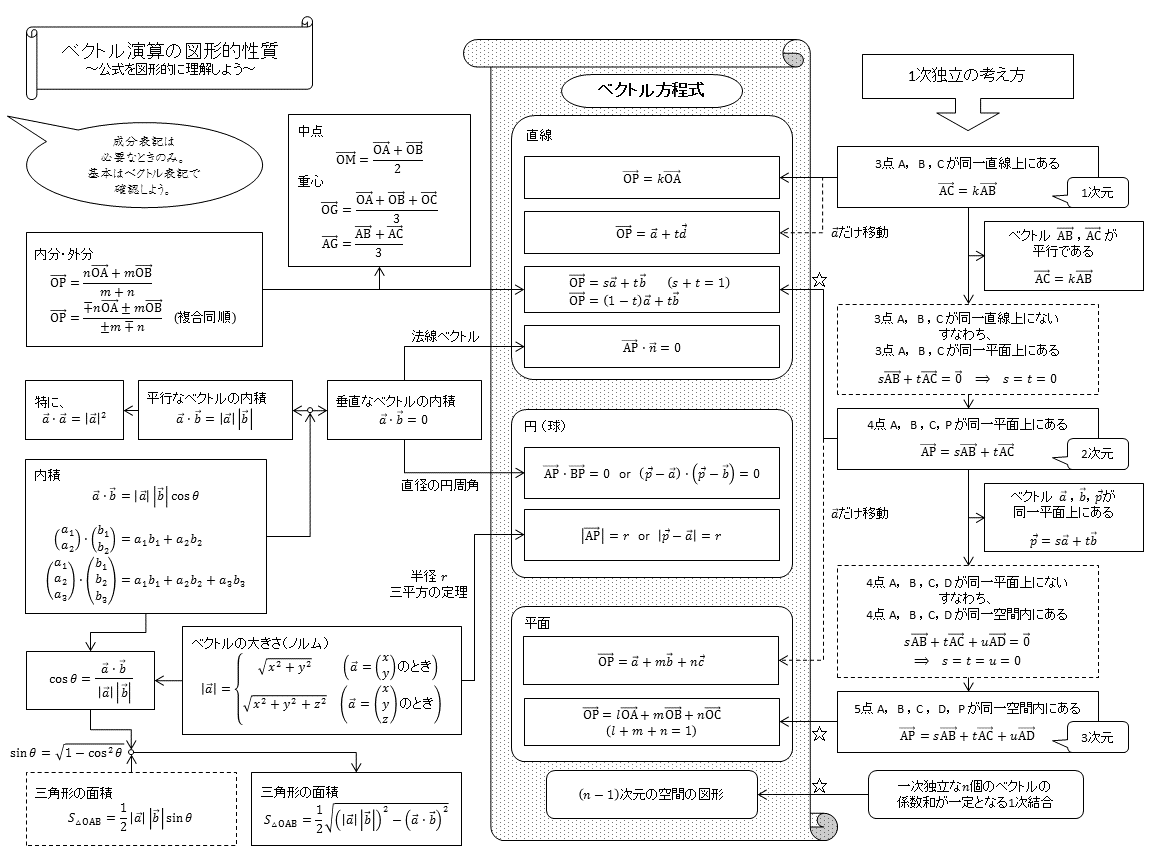 ベクトル演算の図形的性質
～公式を図形的に理解しよう～
成分表記は
必要なときのみ。
基本はベクトル表記で
確認しよう。
中点
$\overrightarrow{OM}=\dfrac{\overrightarrow{OA}+\overrightarrow{OB}}{2}$
重心
$\overrightarrow{OG}=\dfrac{\overrightarrow{OA}+\overrightarrow{OB}+\overrightarrow{OC}}{3}$
$\overrightarrow{AG}=\dfrac{\overrightarrow{AB}+\overrightarrow{AC}}{3}$
内分・外分
$\overrightarrow{OP}=\dfrac{n\overrightarrow{OA}+m\overrightarrow{OB}}{m+n}$
$\overrightarrow{OP}=\dfrac{\mp n\overrightarrow{OA}\pm m\overrightarrow{OB}}{\pm m\mp n}$ (複合同順)
法線ベクトル
特に、
$\vec{a}\cdot\vec{a}=|\vec{a}|^2$
平行なベクトルの内積
$\vec{a}\cdot\vec{b}=|\vec{a}||\vec{b}|$
垂直なベクトルの内積
$\vec{a}\cdot\vec{b}=0$
直径の円周角
内積
$\vec{a}\cdot\vec{b}=|\vec{a}||\vec{b}|\cos\theta$
$\begin{pmatrix}a_1\\a_2\end{pmatrix}\cdot\begin{pmatrix}b_1\\b_2\end{pmatrix}=a_1b_1+a_2b_2$
$\begin{pmatrix}a_1\\a_2\\a_3\end{pmatrix}\cdot\begin{pmatrix}b_1\\b_2\\b_3\end{pmatrix}=a_1b_1+a_2b_2+a_3b_3$
半径 r
三平方の定理
$\cos\theta=\dfrac{\vec{a}\cdot\vec{b}}{|\vec{a}||\vec{b}|}$
ベクトルの大きさ(ノルム)
$|\vec{a}|=\begin{cases}\sqrt{x^2+y^2} & \left(\vec{a}=\begin{pmatrix}x\\y\end{pmatrix}のとき\right)\\ \sqrt{x^2+y^2+z^2} & \left(\vec{a}=\begin{pmatrix}x\\y\\z\end{pmatrix}のとき\right)\end{cases}$
$\sin\theta=\sqrt{1-\cos^2\theta}$
三角形の面積
$S_{△OAB}=\dfrac{1}{2}|\vec{a}||\vec{b}|\sin\theta$
三角形の面積
$S_{△OAB}=\dfrac{1}{2}\sqrt{(|\vec{a}||\vec{b}|)^2-(\vec{a}\cdot\vec{b})^2}$
ベクトル方程式
直線
$\overrightarrow{OP}=k\overrightarrow{OA}$
$\overrightarrow{OP}=\vec{a}+t\vec{d}$
$\overrightarrow{OP}=s\vec{a}+t\vec{b}$ $(s+t=1)$
$\overrightarrow{OP}=(1-t)\vec{a}+t\vec{b}$
$\overrightarrow{AP}\cdot\vec{n}=0$
円(球)
$\overrightarrow{AP}\cdot\overrightarrow{BP}=0$ or $(\vec{p}-\vec{a})\cdot(\vec{p}-\vec{b})=0$
$|\overrightarrow{AP}|=r$ or $|\vec{p}-\vec{a}|=r$
平面
$\overrightarrow{OP}=\vec{a}+m\vec{b}+n\vec{c}$
$\overrightarrow{OP}=l\overrightarrow{OA}+m\overrightarrow{OB}+n\overrightarrow{OC}$
$(l+m+n=1)$
(n−1)次元の空間の図形
1次独立の考え方
3点 A, B, Cが同一直線上にある
$\overrightarrow{AC}=k\overrightarrow{AB}$
1次元
$\vec{a}$だけ移動
ベクトル $\overrightarrow{AB}$, $\overrightarrow{AC}$ が
平行である
$\overrightarrow{AC}=k\overrightarrow{AB}$
☆
3点 A, B, Cが同一直線上にない
すなわち、
3点 A, B, Cが同一平面上にある
$s\overrightarrow{AB}+t\overrightarrow{AC}=\vec{0}$ ⟹ $s=t=0$
4点 A, B, C, Pが同一平面上にある
$\overrightarrow{AP}=s\overrightarrow{AB}+t\overrightarrow{AC}$
2次元
$\vec{a}$だけ移動
ベクトル $\vec{a}$, $\vec{b}$, $\vec{p}$が
同一平面上にある
$\vec{p}=s\vec{a}+t\vec{b}$
4点 A, B, C, Dが同一平面上にない
すなわち、
4点 A, B, C, Dが同一空間内にある
$s\overrightarrow{AB}+t\overrightarrow{AC}+u\overrightarrow{AD}=\vec{0}$
⟹ $s=t=u=0$
5点 A, B, C, D, Pが同一空間内にある
$\overrightarrow{AP}=s\overrightarrow{AB}+t\overrightarrow{AC}+u\overrightarrow{AD}$
3次元
☆
☆
一次独立なn個のベクトルの
係数和が一定となる1次結合